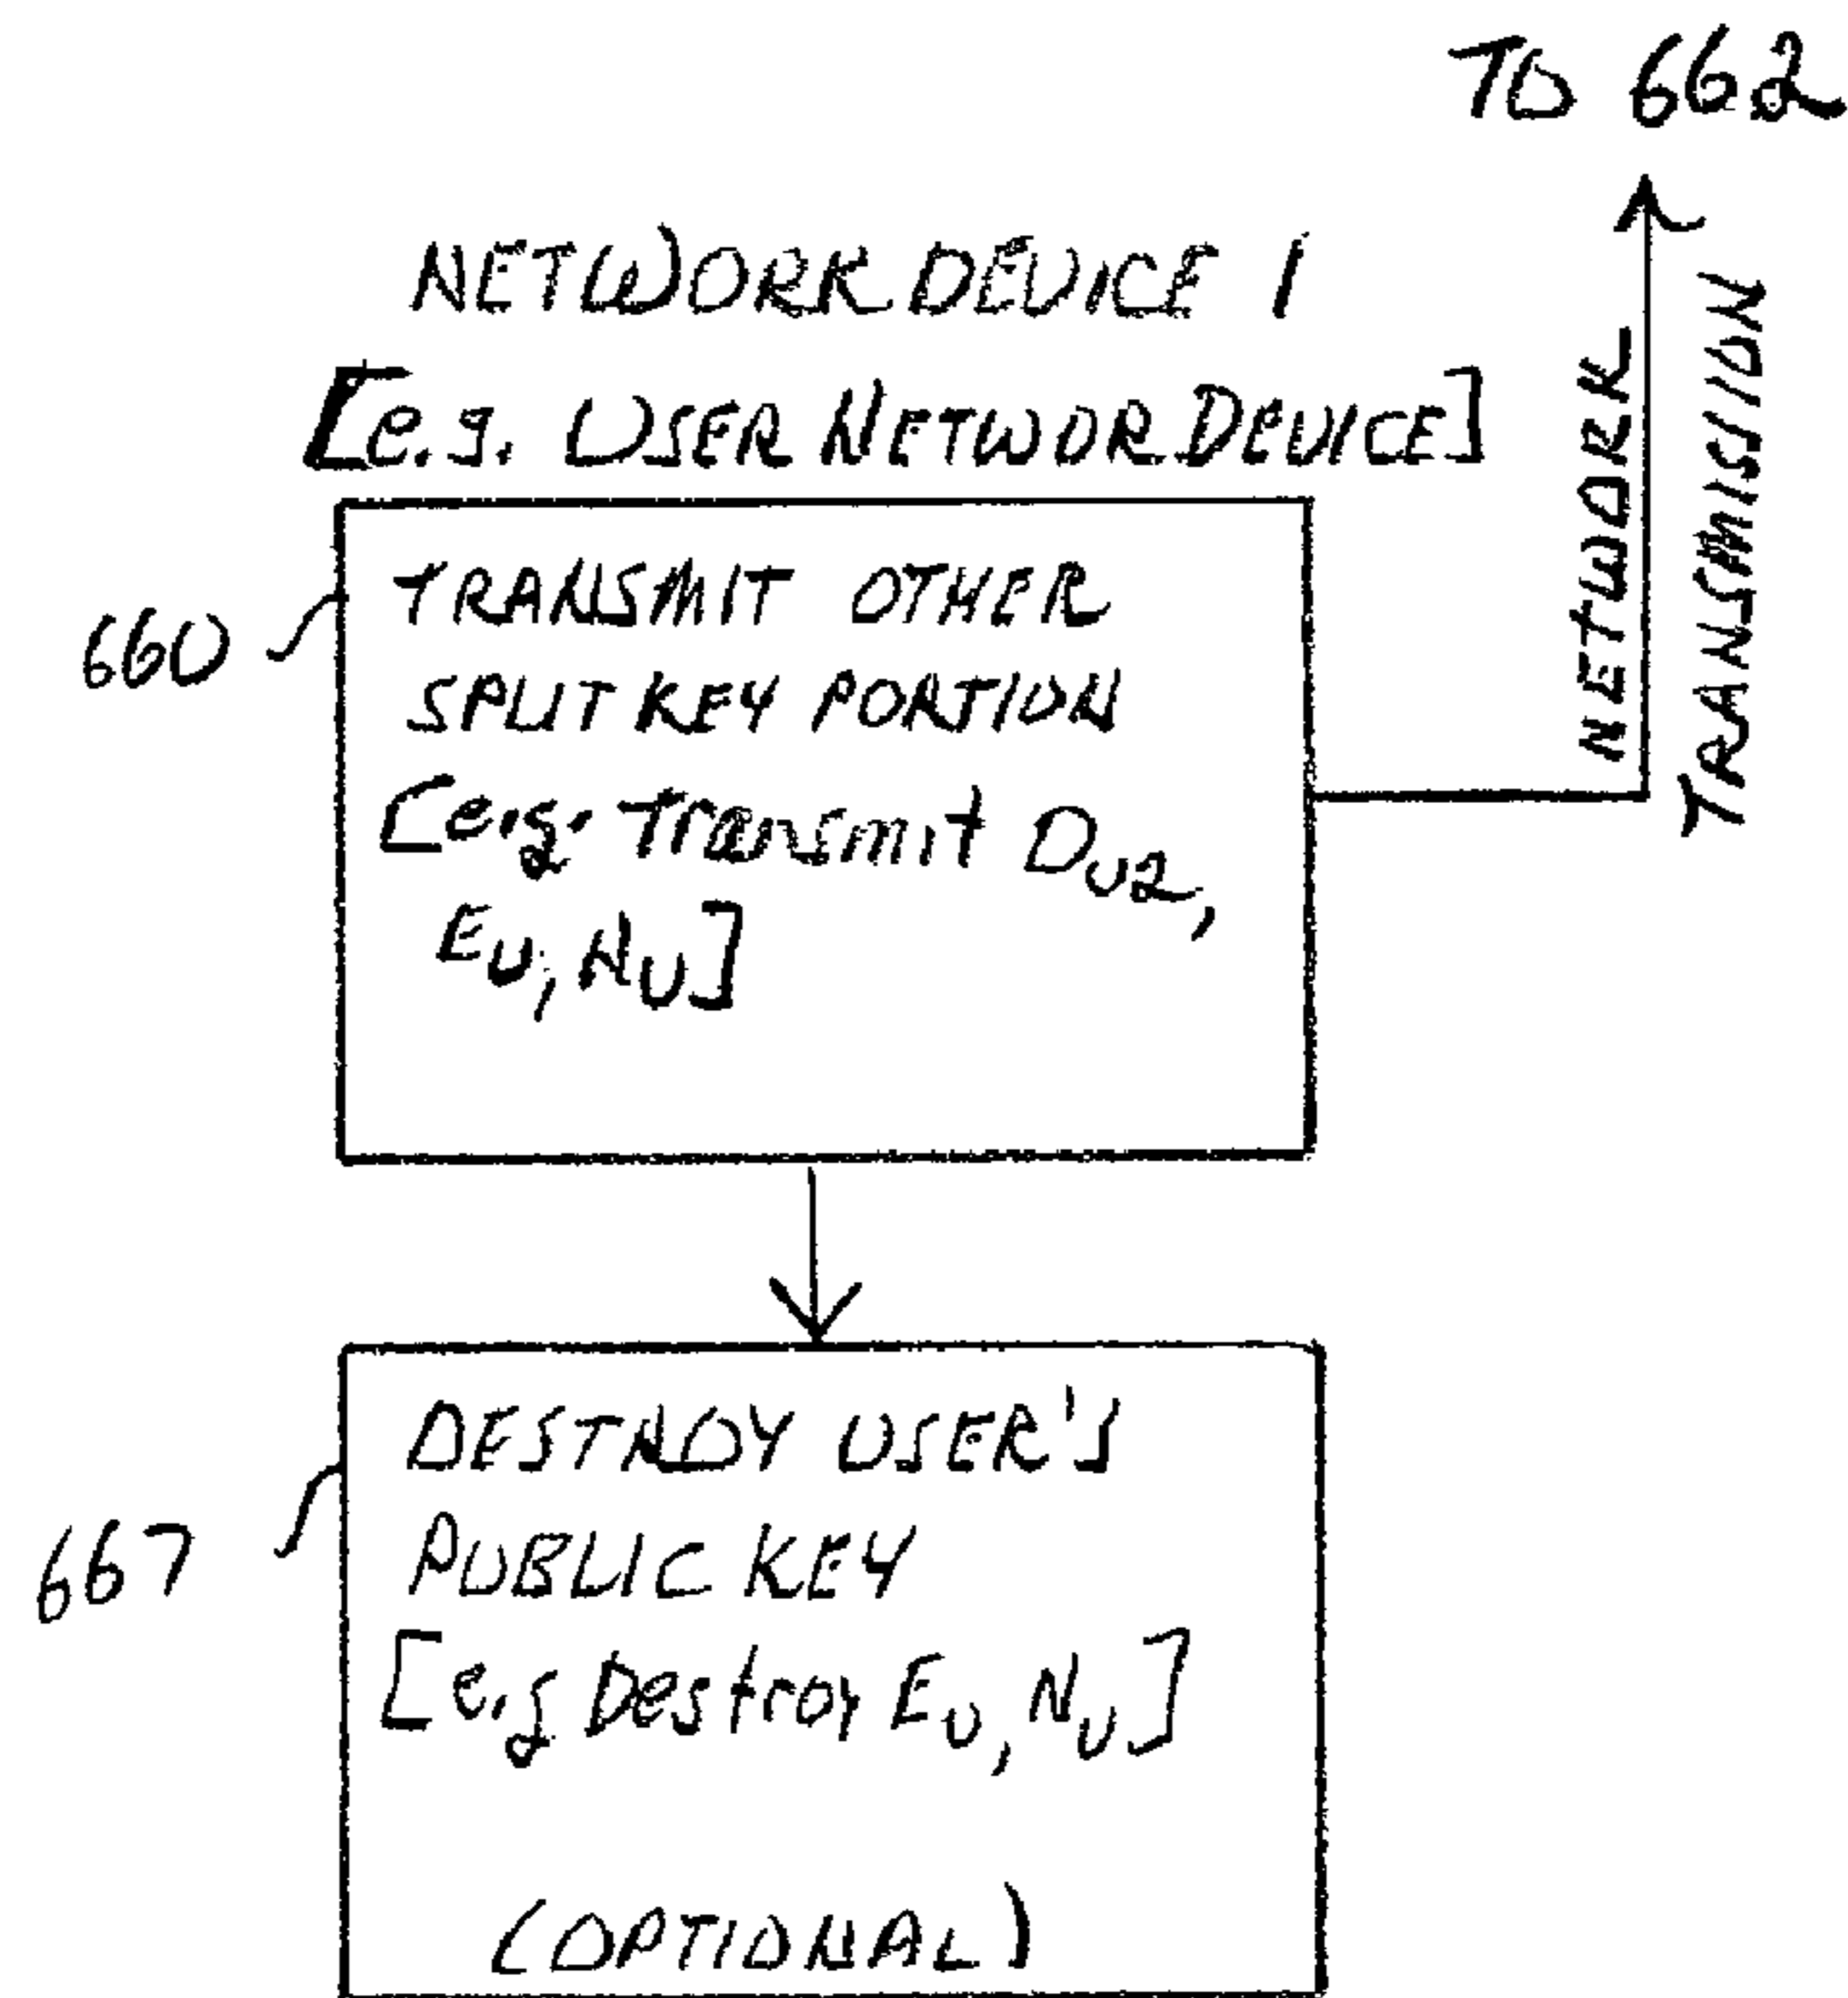 TO 662
NETWORK DEVICE 1
[e.g. USER NETWOR DEVICE]
NETWORK
TRANSMISSION
660
TRANSMIT OTHER
SPLIT KEY PORTION
[e.g. Transmit DU2,
EU, NU]
667
DESTROY USER'S
PUBLIC KEY
[e.g Destroy EU, NU]
(OPTIONAL)